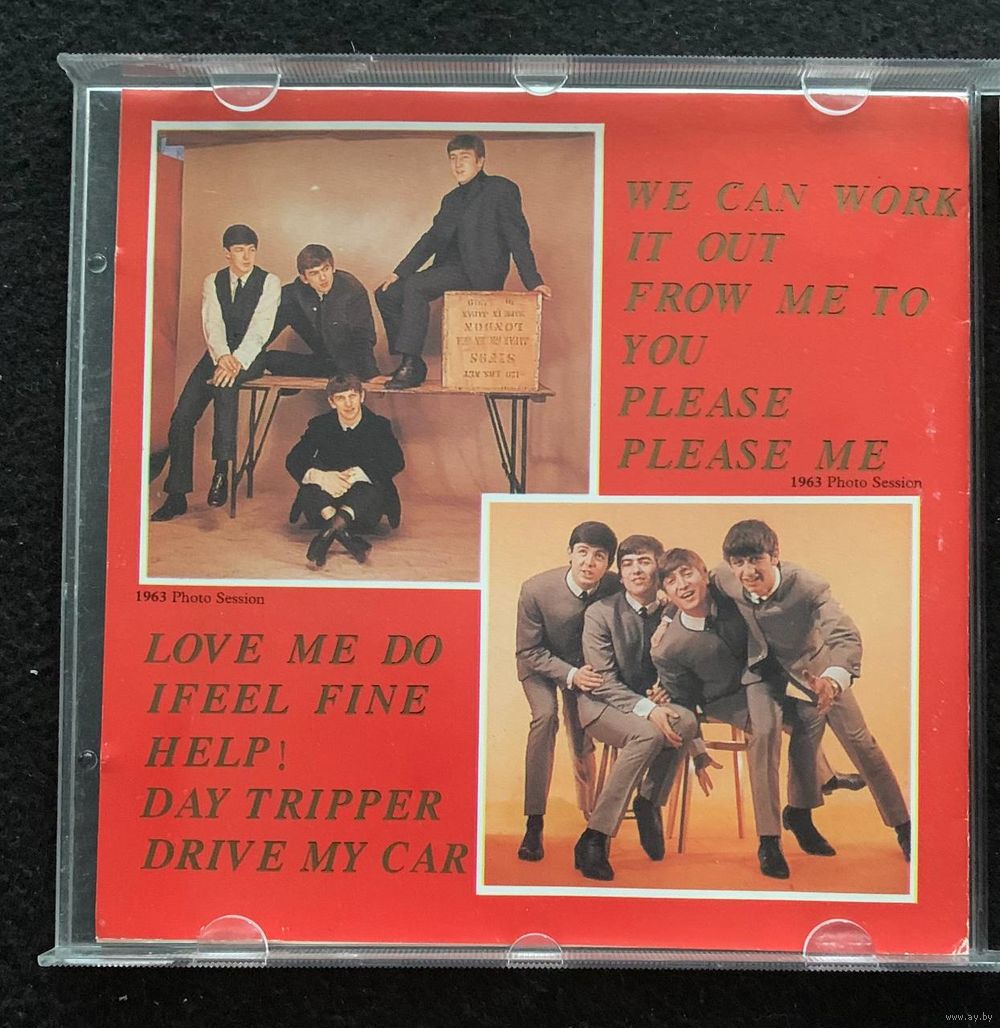 WE CAN WORK
IT OUT
FROW ME TO
YOU
PLEASE
PLEASE ME
1963 Photo Session
LONDON
1963 Photo Session
LOVE ME DO
IFEEL FINE
HELP!
DAY TRIPPER
DRIVE MY CAR
www.ay.by